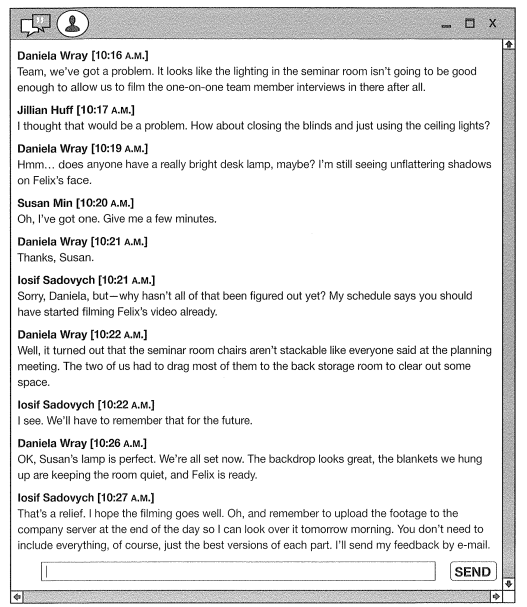 Daniela Wray [10:16 A.M.]
Team, we've got a problem. It looks like the lighting in the seminar room isn't going to be good
enough to allow us to film the one-on-one team member interviews in there after all.
Jillian Huff [10:17 A.M.]
I thought that would be a problem. How about closing the blinds and just using the ceiling lights?
Daniela Wray [10:19 A.M.]
Hmm… does anyone have a really bright desk lamp, maybe? I'm still seeing unflattering shadows
on Felix's face.
Susan Min [10:20 A.M.]
Oh, I've got one. Give me a few minutes.
Daniela Wray [10:21 A.M.]
Thanks, Susan.
Iosif Sadovych [10:21 A.M.]
Sorry, Daniela, but—why hasn't all of that been figured out yet? My schedule says you should
have started filming Felix's video already.
Daniela Wray [10:22 A.M.]
Well, it turned out that the seminar room chairs aren't stackable like everyone said at the planning
meeting. The two of us had to drag most of them to the back storage room to clear out some
space.
Iosif Sadovych [10:22 A.M.]
I see. We'll have to remember that for the future.
Daniela Wray [10:26 A.M.]
OK, Susan's lamp is perfect. We're all set now. The backdrop looks great, the blankets we hung
up are keeping the room quiet, and Felix is ready.
Iosif Sadovych [10:27 A.M.]
That's a relief. I hope the filming goes well. Oh, and remember to upload the footage to the
company server at the end of the day so I can look over it tomorrow morning. You don't need to
include everything, of course, just the best versions of each part. I'll send my feedback by e-mail.
SEND